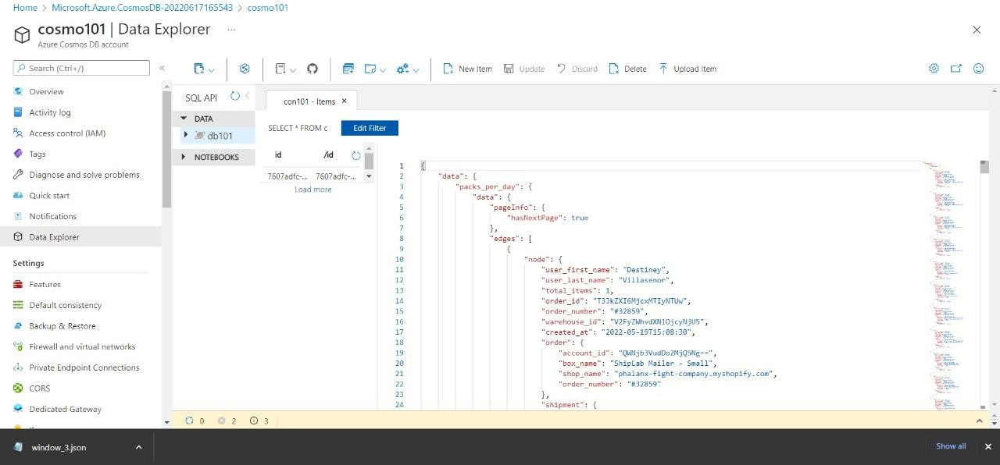 Home > Microsoft.Azure.CosmosDB-20220617165543 > cosmo101
cosmo101 | Data Explorer ...
Azure Cosmos DB account
Search (Ctrl+/)
Overview
Activity log
Access control (IAM)
Tags
Diagnose and solve problems
Quick start
Notifications
Data Explorer
Settings
Features
Default consistency
Backup & Restore
Firewall and virtual networks
Private Endpoint Connections
CORS
Dedicated Gateway
New Item Update Discard Delete Upload Item
SQL API
DATA
db101
NOTEBOOKS
con101 - Items
SELECT * FROM c Edit Filter
id /id
7607adfc-... 7607adfc-...
Load more
1 {
2 "data": {
3 "packs_per_day": {
4 "data": {
5 "pageInfo": {
6 "hasNextPage": true
7 },
8 "edges": [
9 {
10 "node": {
11 "user_first_name": "Destiney",
12 "user_last_name": "Villasenor",
13 "total_items": 1,
14 "order_id": "T3JkZXI6MjcxMTIyNTUw",
15 "order_number": "#32859",
16 "warehouse_id": "V2FyZWhvdXNlOjcyNjU5",
17 "created_at": "2022-05-19T15:08:30",
18 "order": {
19 "account_id": "QWNjb3VudDo2MjQ5Ng==",
20 "box_name": "ShipLab Mailer - Small",
21 "shop_name": "phalanx-fight-company.myshopify.com",
22 "order_number": "#32859"
23 },
24 "shipment": {
0 2 3
window_3.json
Show all